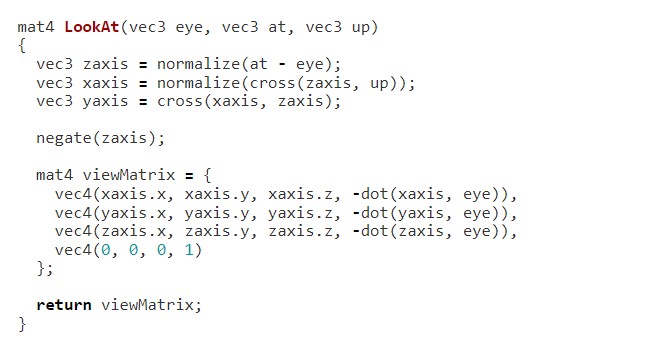 mat4 LookAt(vec3 eye, vec3 at, vec3 up)
{
  vec3 zaxis = normalize(at - eye);
  vec3 xaxis = normalize(cross(zaxis, up));
  vec3 yaxis = cross(xaxis, zaxis);

  negate(zaxis);

  mat4 viewMatrix = {
    vec4(xaxis.x, xaxis.y, xaxis.z, -dot(xaxis, eye)),
    vec4(yaxis.x, yaxis.y, yaxis.z, -dot(yaxis, eye)),
    vec4(zaxis.x, zaxis.y, zaxis.z, -dot(zaxis, eye)),
    vec4(0, 0, 0, 1)
  };

  return viewMatrix;
}